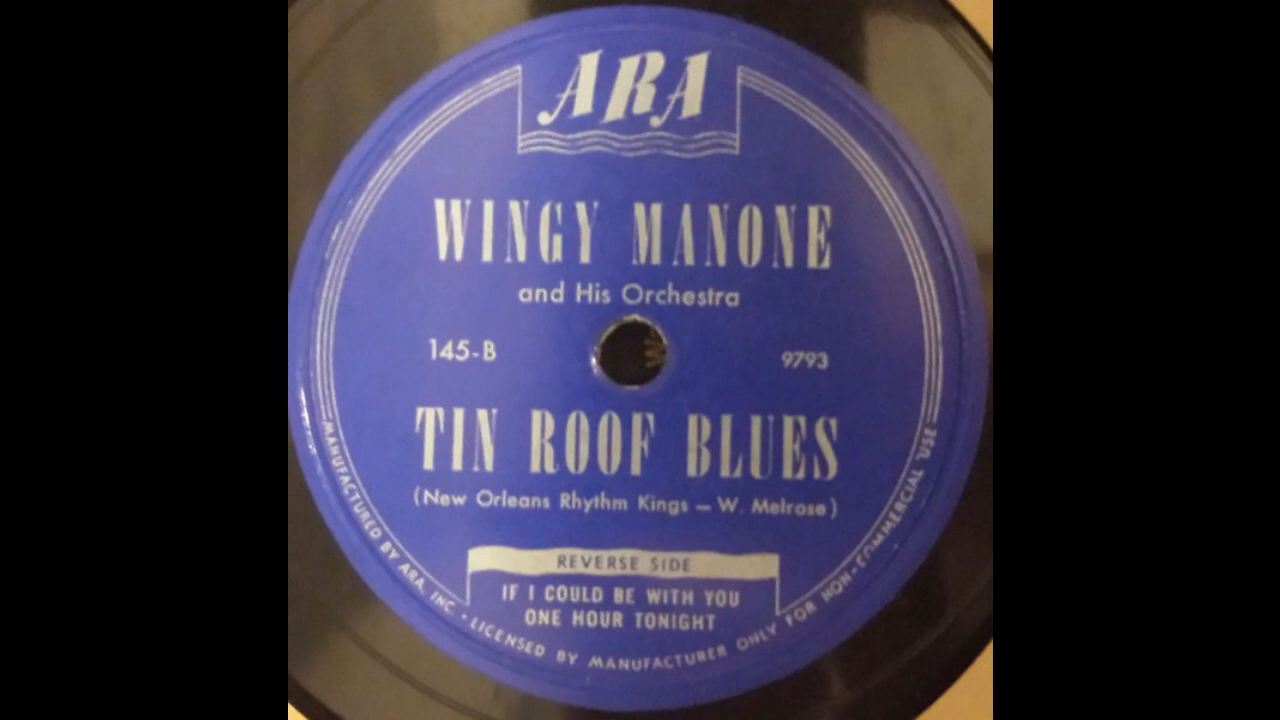 ARA
WINGY MANONE
and His Orchestra
145-B
9793
TIN ROOF BLUES
(New Orleans Rhythm Kings — W. Melrose)
REVERSE SIDE
IF I COULD BE WITH YOU
ONE HOUR TONIGHT
MANUFACTURED BY ARA, INC. • LICENSED BY MANUFACTURER ONLY FOR NON-COMMERCIAL USE